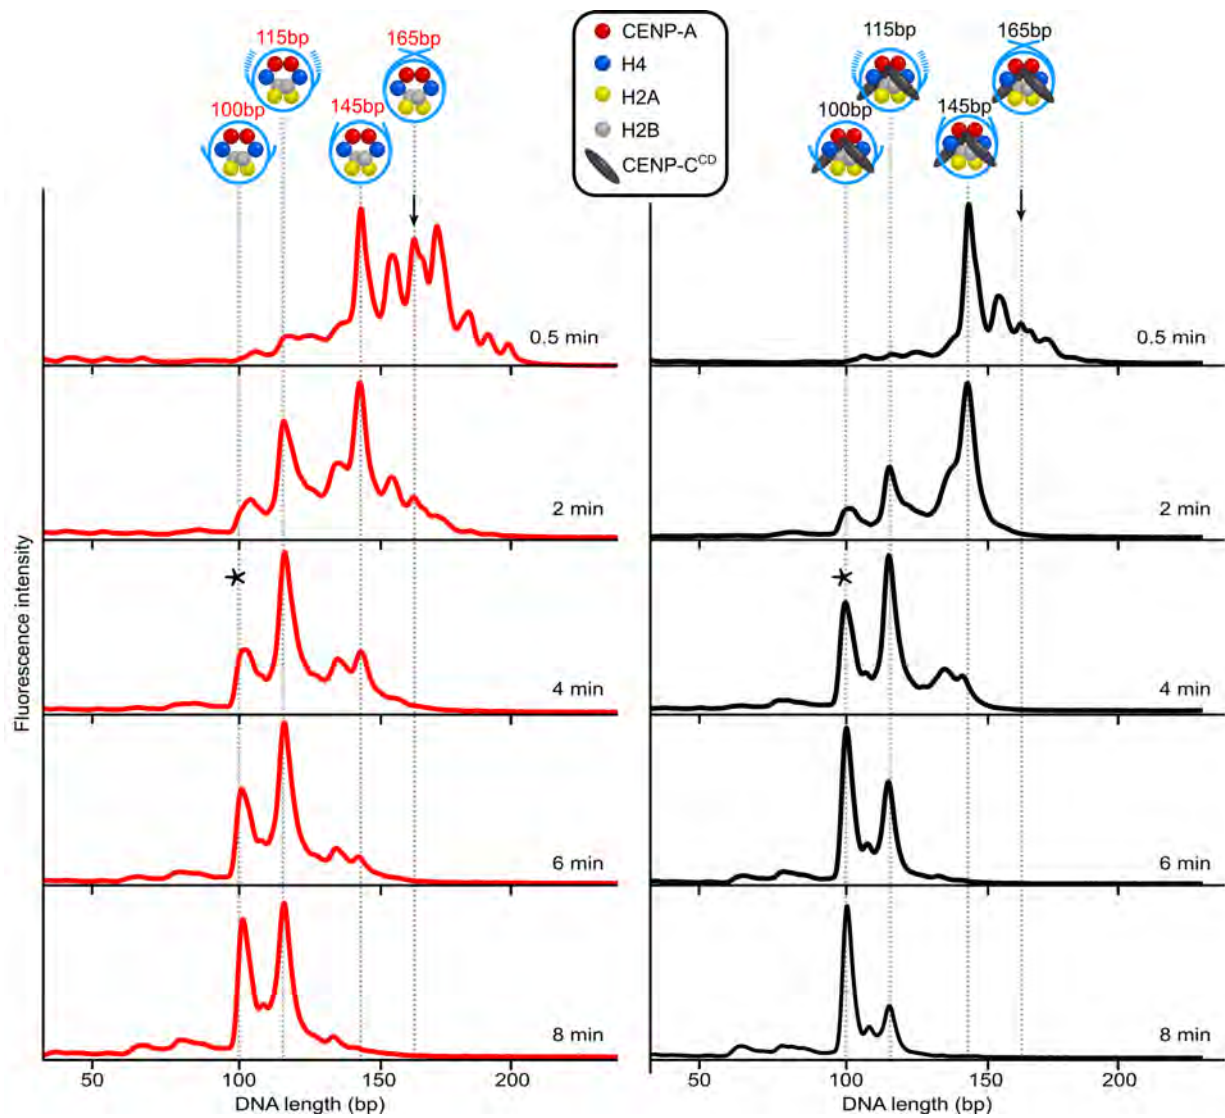 115bp
165bp
100bp
145bp
CENP-A
H4
H2A
H2B
CENP-C^CD
115bp
165bp
100bp
145bp
0.5 min
0.5 min
2 min
2 min
4 min
4 min
6 min
6 min
8 min
8 min
Fluorescence intensity
50
100
150
200
50
100
150
200
DNA length (bp)
DNA length (bp)